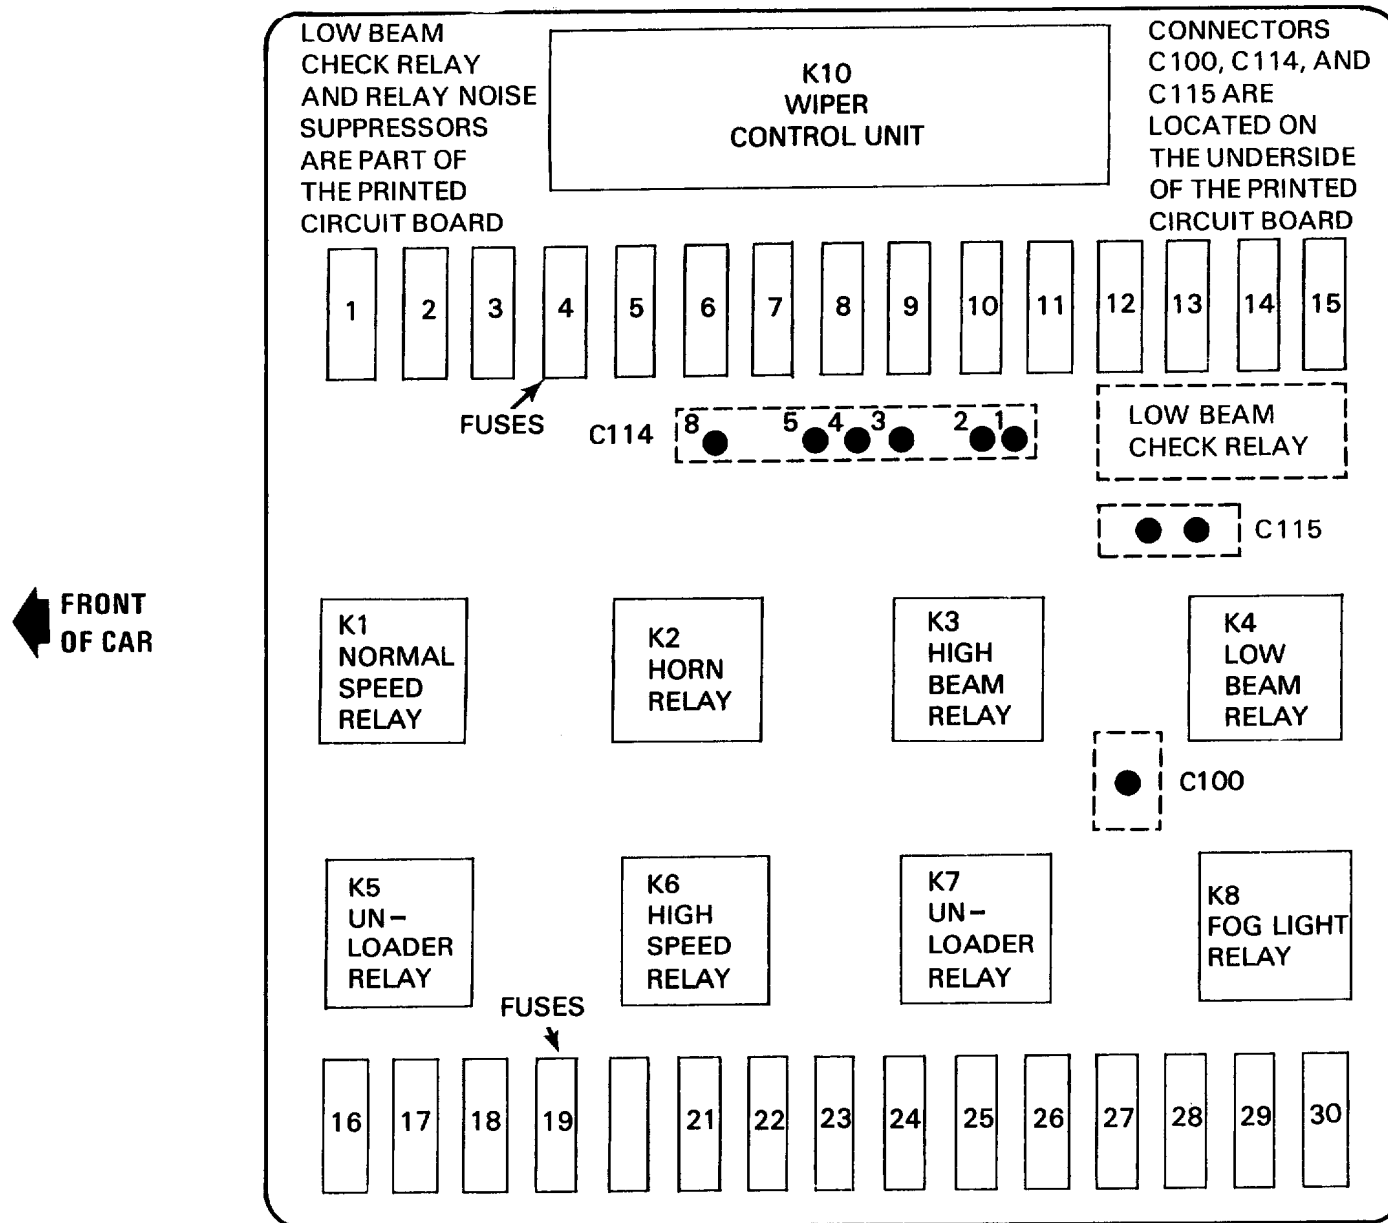 LOW BEAM
CHECK RELAY
AND RELAY NOISE
SUPPRESSORS
ARE PART OF
THE PRINTED
CIRCUIT BOARD
K10
WIPER
CONTROL UNIT
CONNECTORS
C100, C114, AND
C115 ARE
LOCATED ON
THE UNDERSIDE
OF THE PRINTED
CIRCUIT BOARD
1 2 3 4 5 6 7 8 9 10 11 12 13 14 15
FUSES
C114
8 5 4 3 2 1
LOW BEAM
CHECK RELAY
C115
FRONT
OF CAR
K1
NORMAL
SPEED
RELAY
K2
HORN
RELAY
K3
HIGH
BEAM
RELAY
K4
LOW
BEAM
RELAY
C100
K5
UN–
LOADER
RELAY
K6
HIGH
SPEED
RELAY
K7
UN–
LOADER
RELAY
K8
FOG LIGHT
RELAY
FUSES
16 17 18 19 21 22 23 24 25 26 27 28 29 30